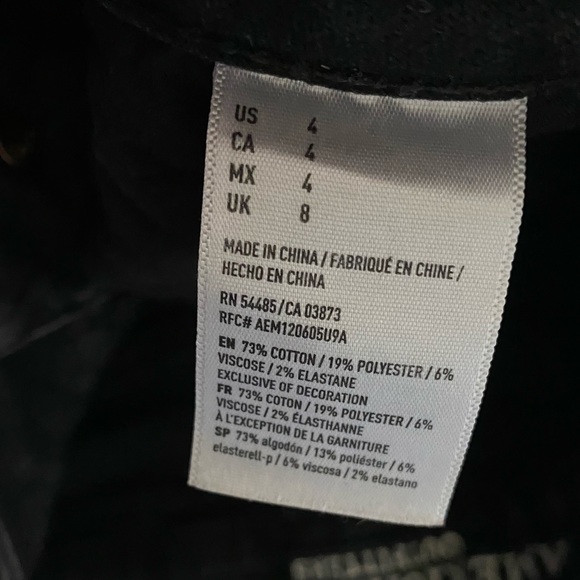 US 4
CA 4
MX 4
UK 8
MADE IN CHINA / FABRIQUÉ EN CHINE /
HECHO EN CHINA
RN 54485/CA 03873
RFC# AEM120605U9A
EN 73% COTTON / 19% POLYESTER / 6%
VISCOSE / 2% ELASTANE
EXCLUSIVE OF DECORATION
FR 73% COTON / 19% POLYESTER / 6%
VISCOSE / 2% ÉLASTHANNE
À L'EXCEPTION DE LA GARNITURE
SP 73% algodón / 13% poliéster / 6%
elasterell-p / 6% viscosa / 2% elastano